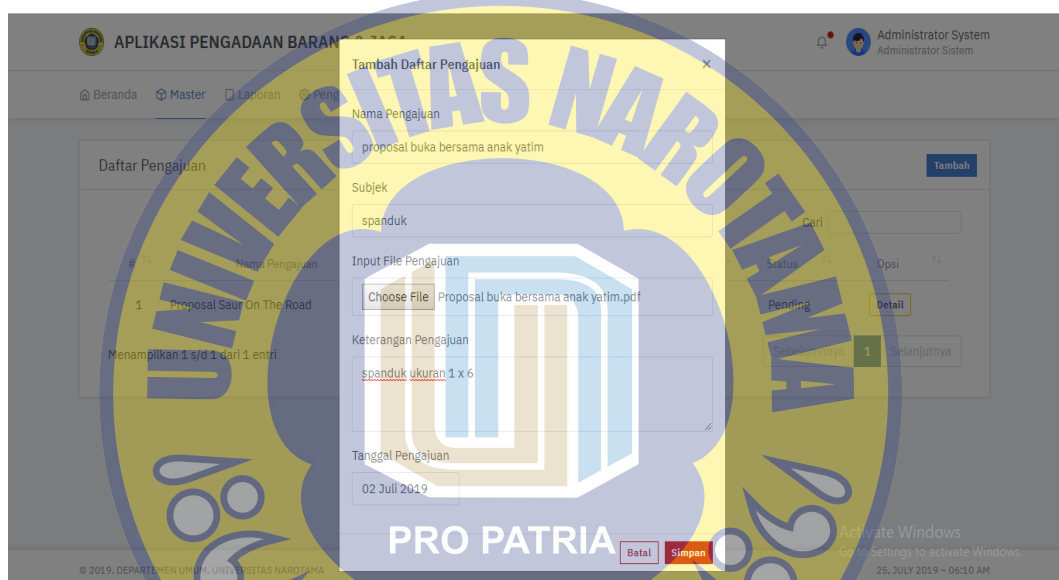 APLIKASI PENGADAAN BARANG & JASA
Administrator System
Administrator Sistem
Beranda Master Laporan Peng
Tambah Daftar Pengajuan ×
Nama Pengajuan
proposal buka bersama anak yatim
Subjek
spanduk
Input File Pengajuan
Choose File Proposal buka bersama anak yatim.pdf
Keterangan Pengajuan
spanduk ukuran 1 x 6
Tanggal Pengajuan
02 Juli 2019
Batal Simpan
Daftar Pengajuan Tambah
Cari
# Nama Pengajuan Status Opsi
1 Proposal Saur On The Road Pending Detail
Menampilkan 1 s/d 1 dari 1 entri
Sebelumnya 1 Selanjutnya
UNIVERSITAS NAROTAMA
PRO PATRIA
Activate Windows
Go to Settings to activate Windows.
© 2019. DEPARTEMEN UMUM. UNIVERSITAS NAROTAMA
25, JULY 2019 ~ 06:10 AM